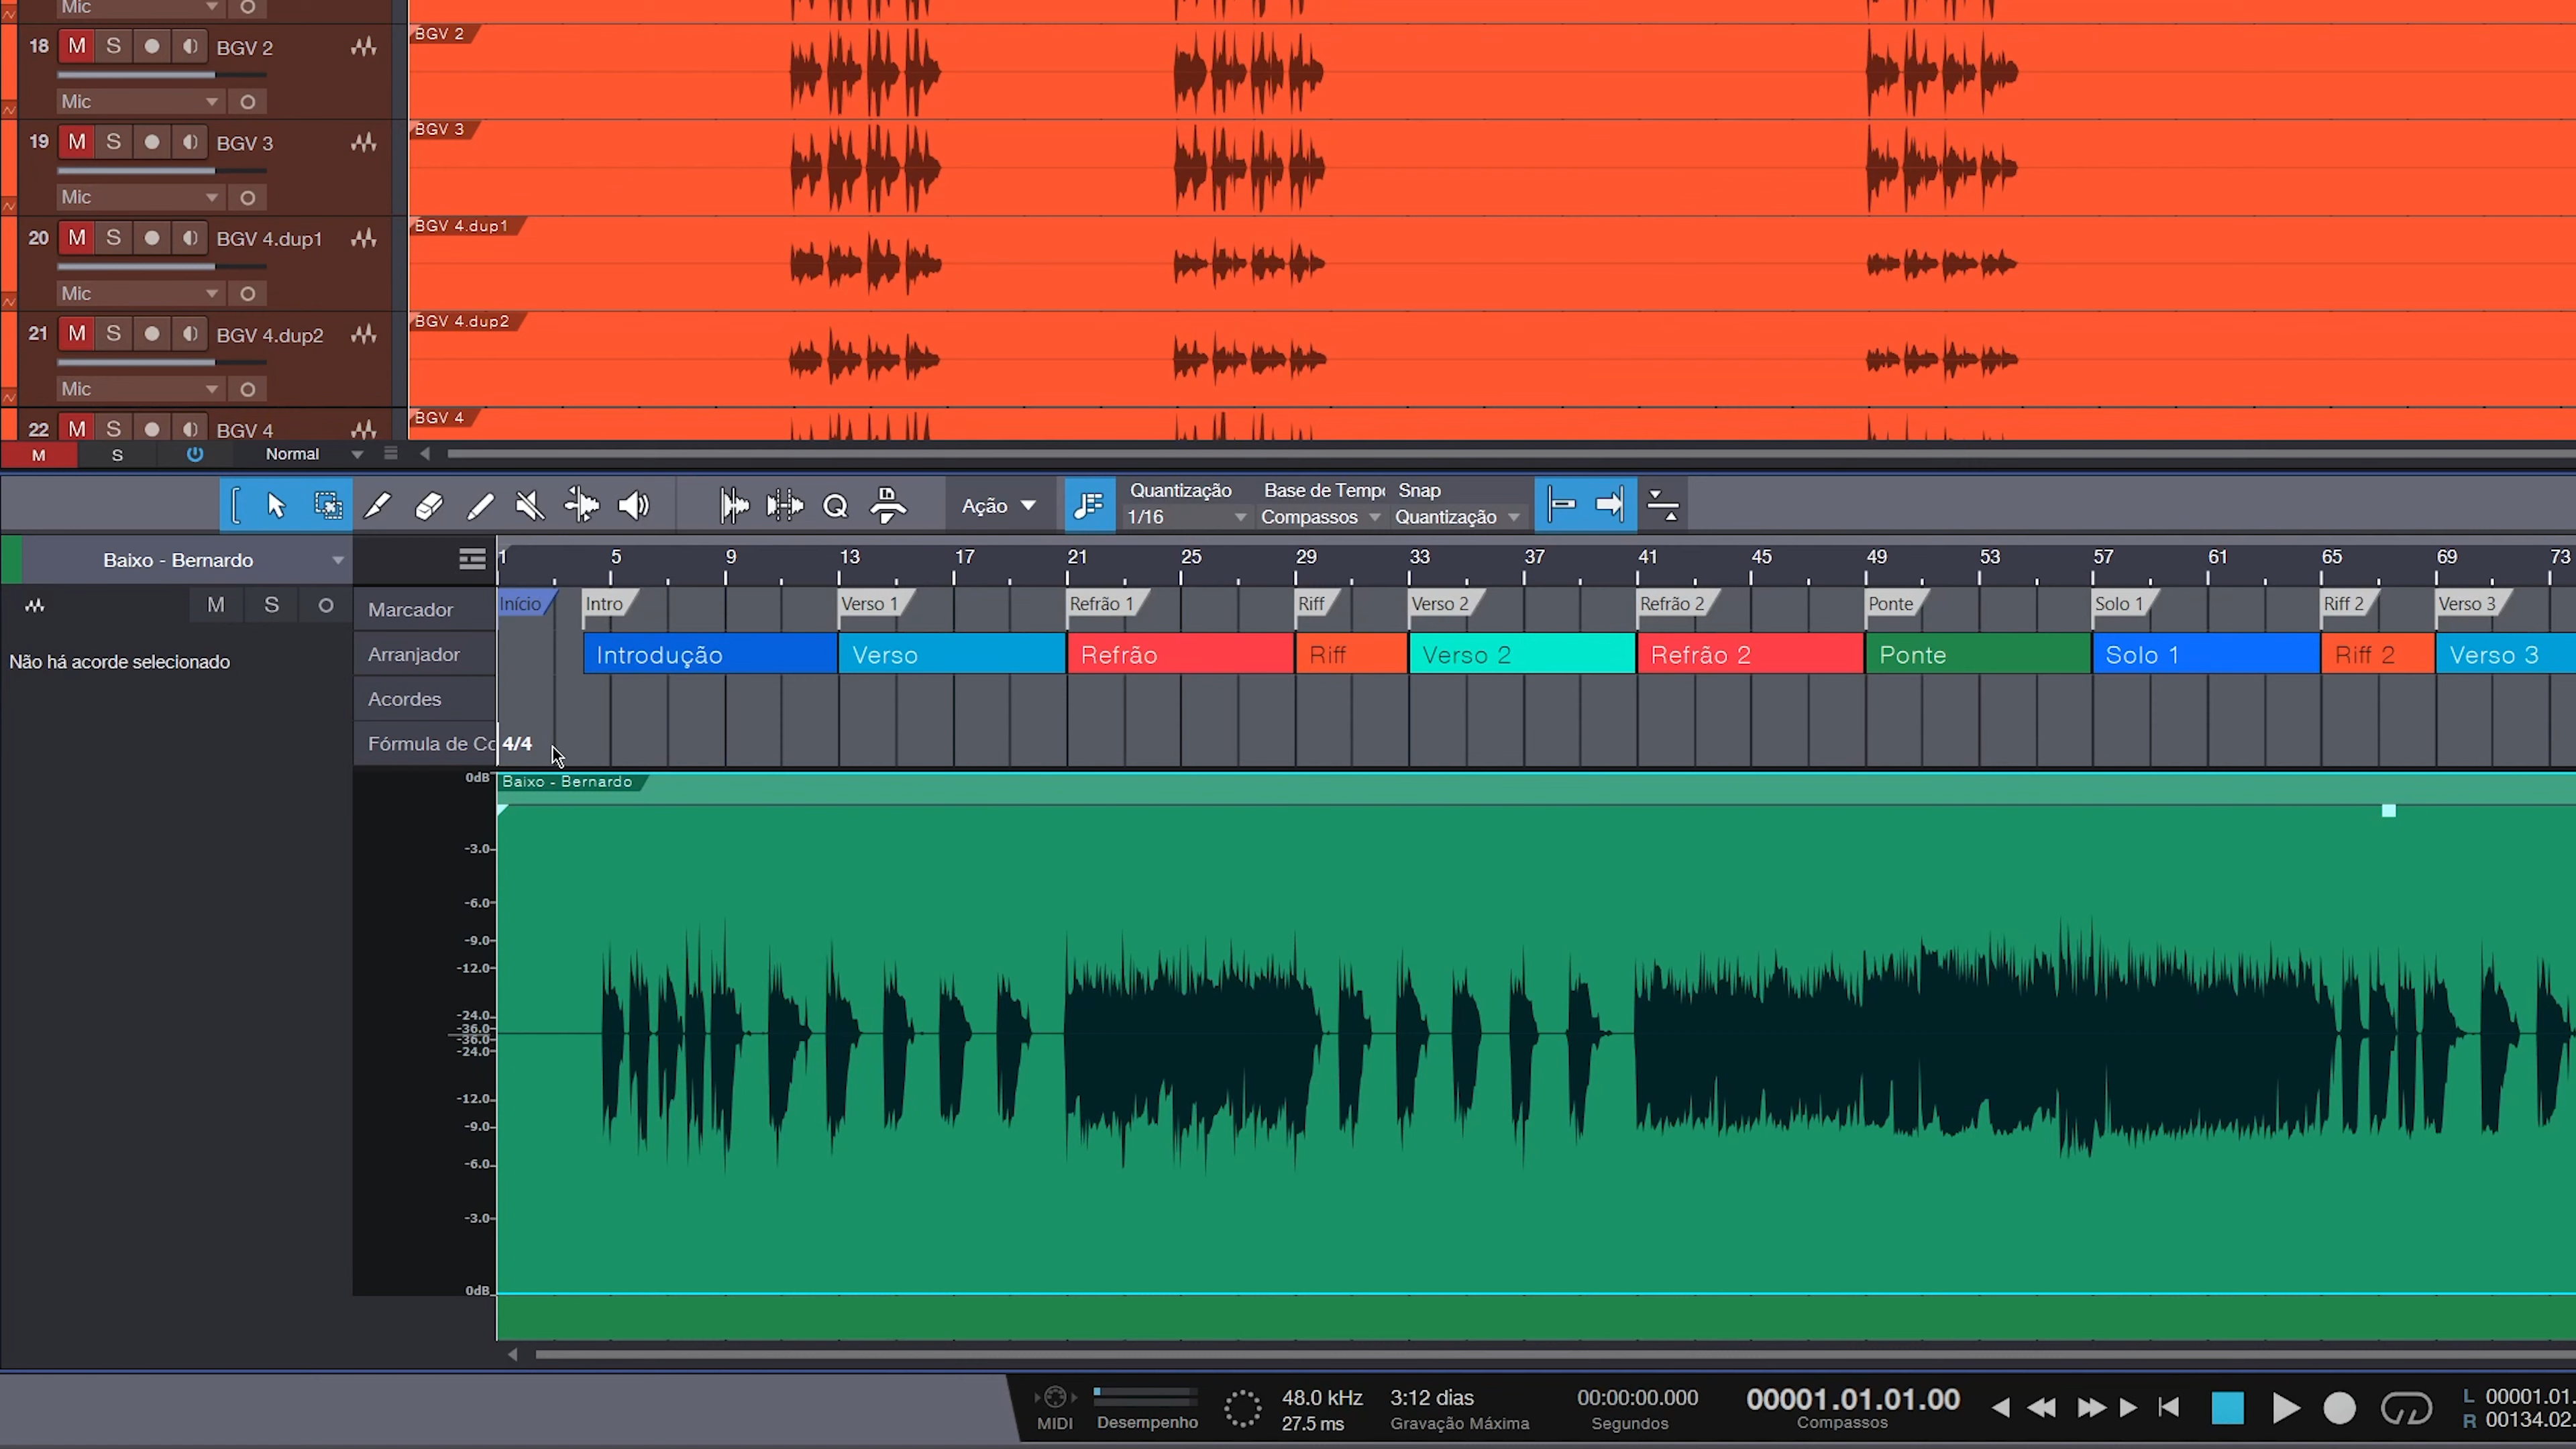 Mic
18 M S BGV 2
Mic
BGV 2
19 M S BGV 3
Mic
BGV 3
20 M S BGV 4.dup1
Mic
BGV 4.dup1
21 M S BGV 4.dup2
Mic
BGV 4.dup2
22 M S BGV 4
BGV 4
M S Normal
Ação
Quantização
1/16
Base de Temp
Compassos
Snap
Quantização
Baixo - Bernardo
M S
Não há acorde selecionado
1 5 9 13 17 21 25 29 33 37 41 45 49 53 57 61 65 69 73
Marcador
Início Intro Verso 1 Refrão 1 Riff Verso 2 Refrão 2 Ponte Solo 1 Riff 2 Verso 3
Arranjador
Introdução Verso Refrão Riff Verso 2 Refrão 2 Ponte Solo 1 Riff 2 Verso 3
Acordes
Fórmula de Co
4/4
Baixo - Bernardo
0dB
-3.0
-6.0
-9.0
-12.0
-24.0
-36.0
-36.0
-24.0
-12.0
-9.0
-6.0
-3.0
0dB
MIDI
Desempenho
48.0 kHz
27.5 ms
3:12 dias
Gravação Máxima
00:00:00.000
Segundos
00001.01.01.00
Compassos
L 00001.01.
R 00134.02.